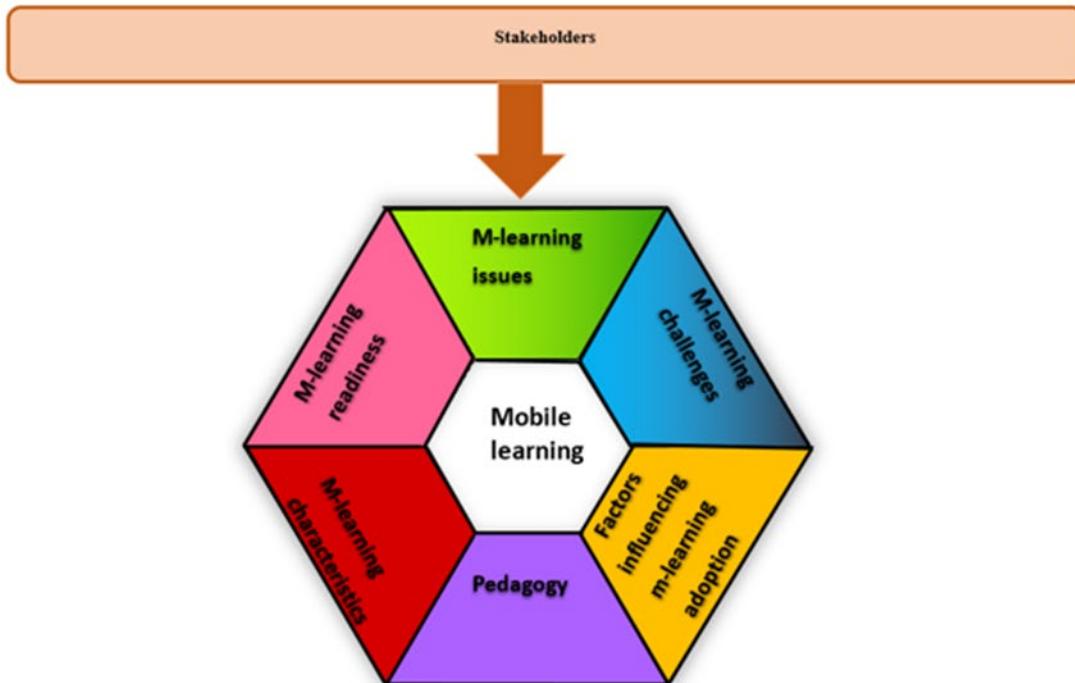 Stakeholders
M-learning
issues
M-learning
challenges
M-learning
readiness
Mobile
learning
M-learning
characteristics
Factors
influencing
m-learning
adoption
Pedagogy